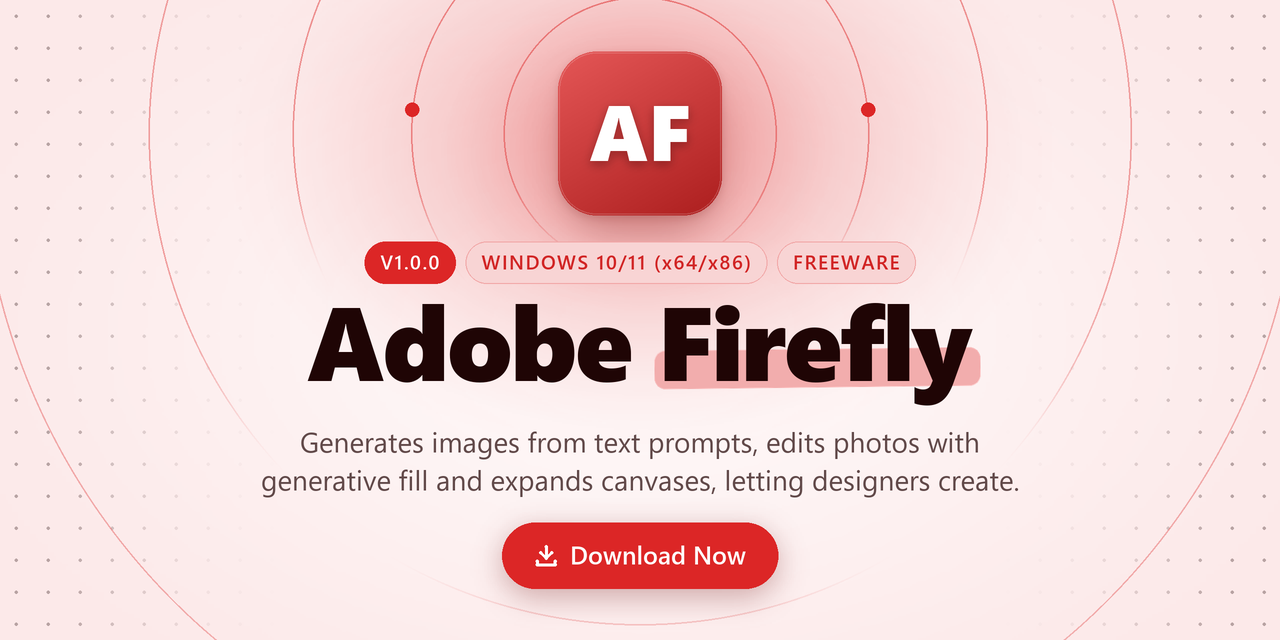 AF
V1.0.0 WINDOWS 10/11 (x64/x86) FREEWARE
Adobe Firefly
Generates images from text prompts, edits photos with
generative fill and expands canvases, letting designers create.
Download Now